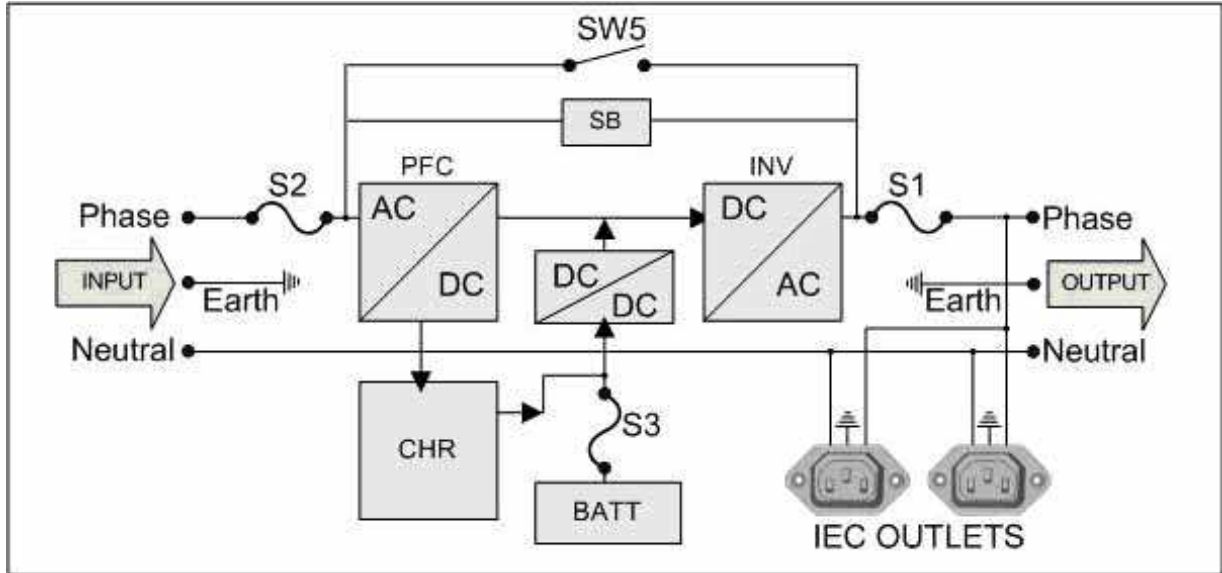 SW5
SB
PFC
INV
S2
S1
AC
DC
DC
AC
DC
DC
Phase
INPUT
Earth
Neutral
Phase
OUTPUT
Earth
Neutral
CHR
S3
BATT
IEC OUTLETS